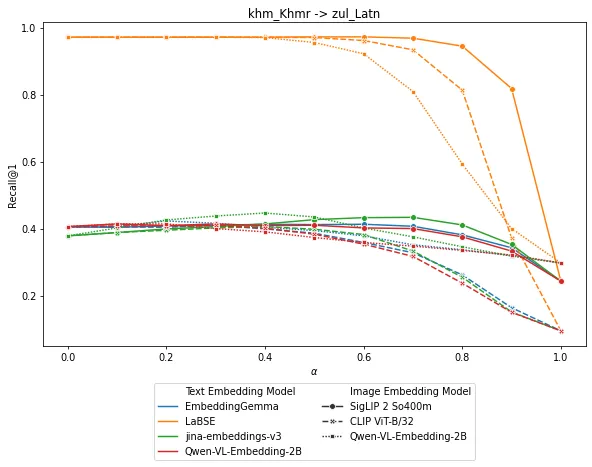 khm_Khmr -> zul_Latn
Recall@1
1.0
0.8
0.6
0.4
0.2
0.0 0.2 0.4 0.6 0.8 1.0
α
Text Embedding Model
EmbeddingGemma
LaBSE
jina-embeddings-v3
Qwen-VL-Embedding-2B
Image Embedding Model
SigLIP 2 So400m
CLIP ViT-B/32
Qwen-VL-Embedding-2B